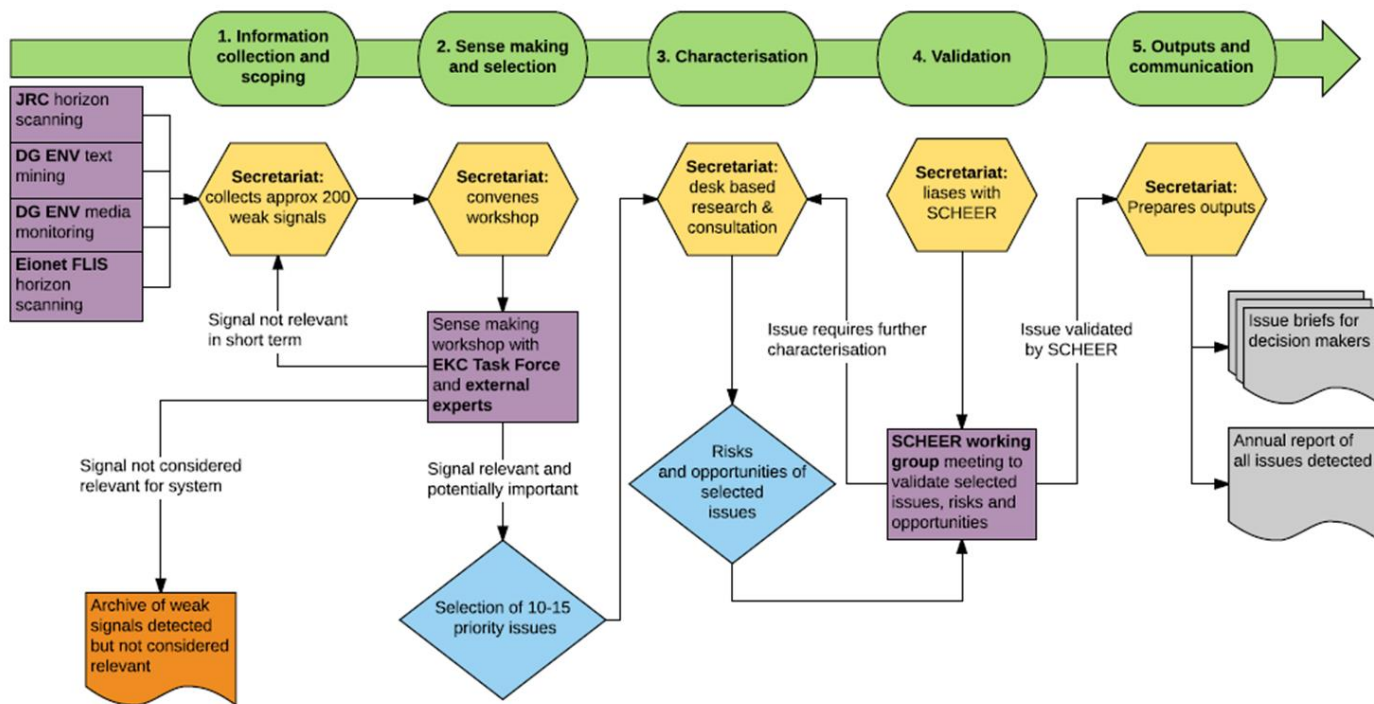 1. Information
collection and
scoping
2. Sense making
and selection
3. Characterisation
4. Validation
5. Outputs and
communication
JRC horizon
scanning
DG ENV text
mining
DG ENV media
monitoring
Eionet FLIS
horizon
scanning
Secretariat:
collects approx 200
weak signals
Secretariat:
convenes
workshop
Secretariat:
desk based
research &
consultation
Secretariat:
liases with
SCHEER
Secretariat:
Prepares outputs
Signal not relevant
in short term
Sense making
workshop with
EKC Task Force
and external
experts
Issue requires further
characterisation
Issue validated
by SCHEER
Issue briefs for
decision makers
Signal not considered
relevant for system
Signal relevant and
potentially important
Risks
and opportunities of
selected
issues
SCHEER working
group meeting to
validate selected
issues, risks and
opportunities
Annual report of
all issues detected
Archive of weak
signals detected
but not considered
relevant
Selection of 10-15
priority issues